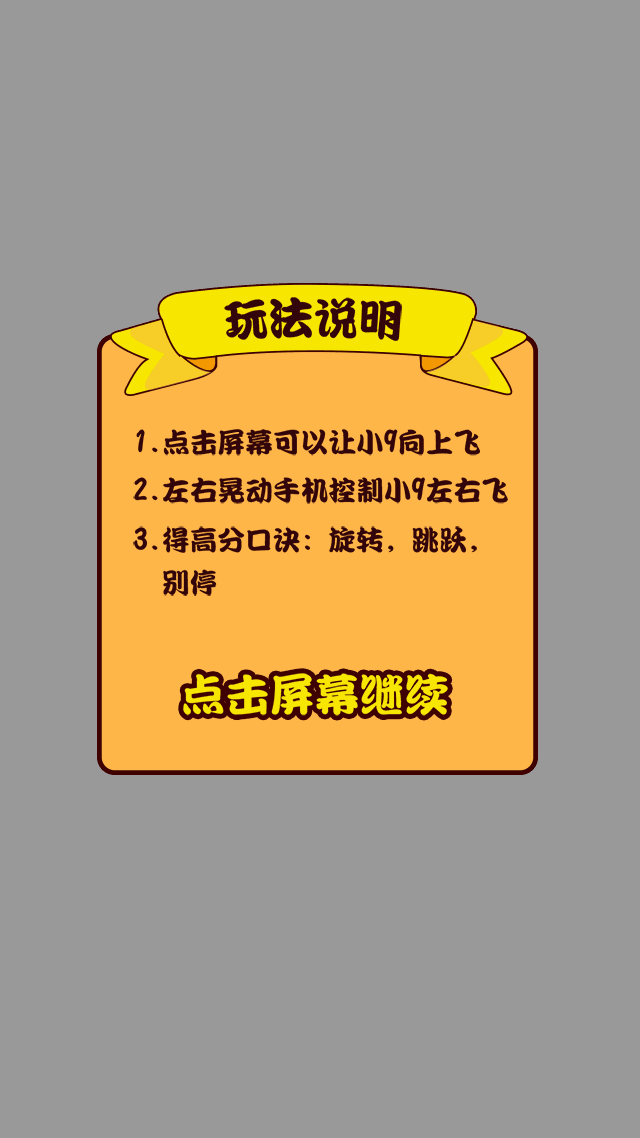 玩法说明
1.点击屏幕可以让小9向上飞
2.左右晃动手机控制小9左右飞
3.得高分口诀：旋转，跳跃，
别停
点击屏幕继续